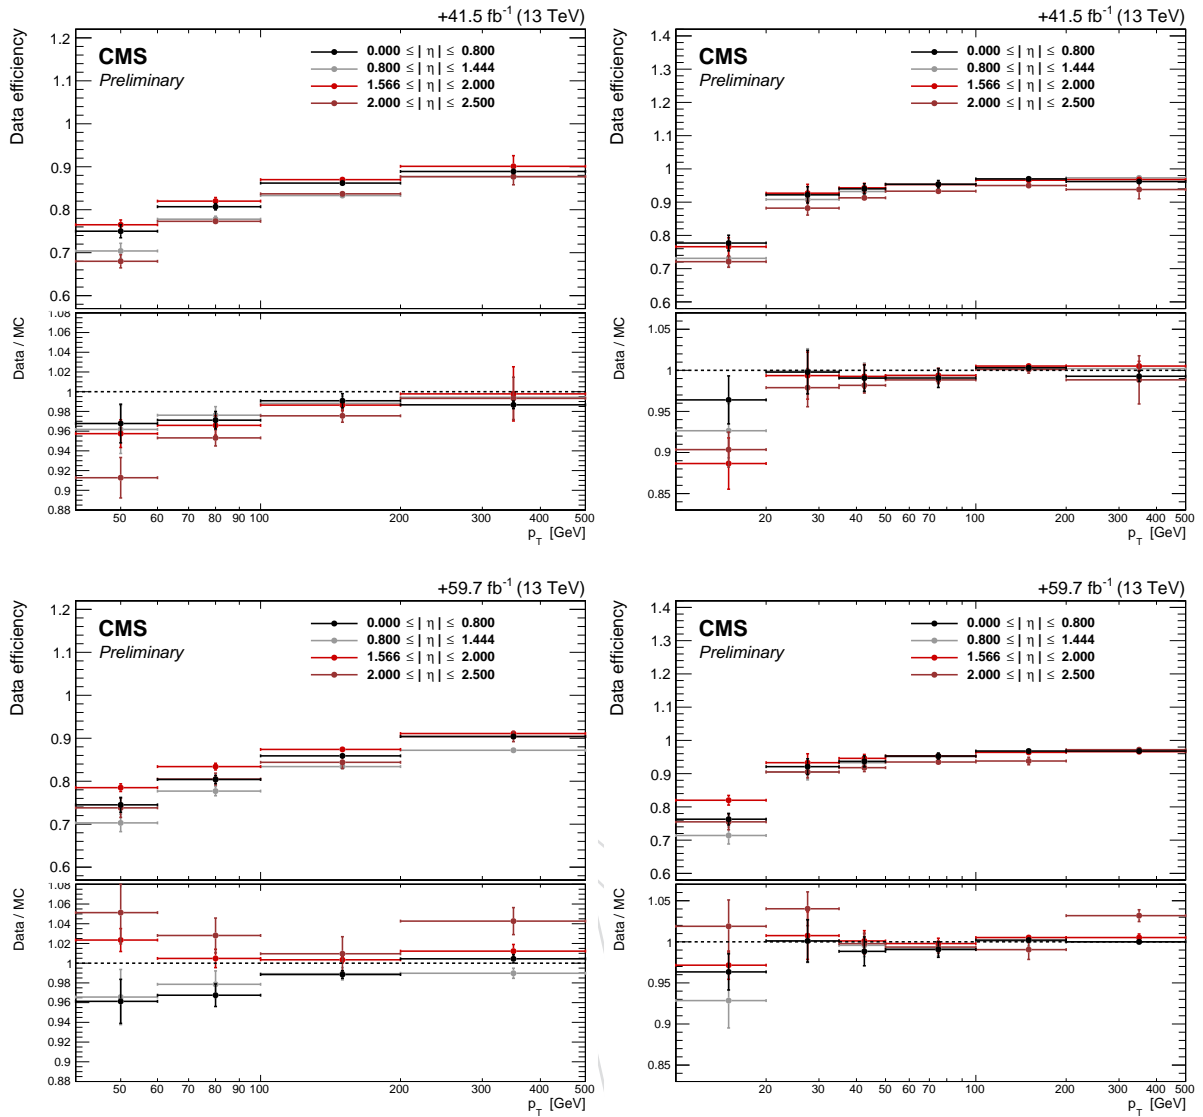 +41.5 fb⁻¹ (13 TeV)
Data efficiency
1.2
1.1
1
0.9
0.8
0.7
0.6
CMS
Preliminary
0.000 ≤| η| ≤ 0.800
0.800 ≤| η| ≤ 1.444
1.566 ≤| η| ≤ 2.000
2.000 ≤| η| ≤ 2.500
Data / MC
1.08
1.06
1.04
1.02
1
0.98
0.96
0.94
0.92
0.9
0.88
50 60 70 80 90 100 200 300 400 500
p_T [GeV]
+41.5 fb⁻¹ (13 TeV)
Data efficiency
1.4
1.3
1.2
1.1
1
0.9
0.8
0.7
0.6
CMS
Preliminary
0.000 ≤| η| ≤ 0.800
0.800 ≤| η| ≤ 1.444
1.566 ≤| η| ≤ 2.000
2.000 ≤| η| ≤ 2.500
Data / MC
1.05
1
0.95
0.9
0.85
20 30 40 50 60 70 100 200 300 400 500
p_T [GeV]
+59.7 fb⁻¹ (13 TeV)
Data efficiency
1.2
1.1
1
0.9
0.8
0.7
0.6
CMS
Preliminary
0.000 ≤| η| ≤ 0.800
0.800 ≤| η| ≤ 1.444
1.566 ≤| η| ≤ 2.000
2.000 ≤| η| ≤ 2.500
Data / MC
1.08
1.06
1.04
1.02
1
0.98
0.96
0.94
0.92
0.9
0.88
50 60 70 80 90 100 200 300 400 500
p_T [GeV]
+59.7 fb⁻¹ (13 TeV)
Data efficiency
1.4
1.3
1.2
1.1
1
0.9
0.8
0.7
0.6
CMS
Preliminary
0.000 ≤| η| ≤ 0.800
0.800 ≤| η| ≤ 1.444
1.566 ≤| η| ≤ 2.000
2.000 ≤| η| ≤ 2.500
Data / MC
1.05
1
0.95
0.9
0.85
20 30 40 50 60 70 100 200 300 400 500
p_T [GeV]